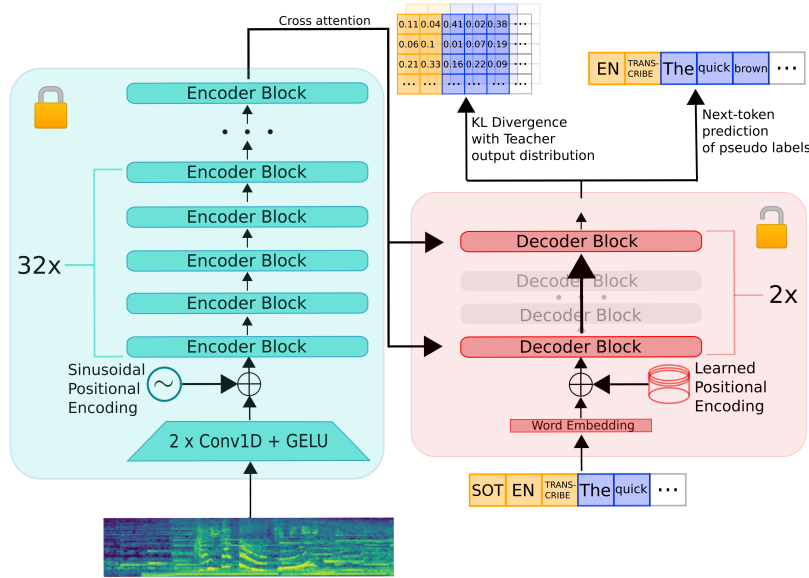 Cross attention
0.11 0.04 0.41 0.02 0.38 ...
0.06 0.1 0.01 0.07 0.19 ...
0.21 0.33 0.16 0.22 0.09 ...
... ... ... ... ...
EN TRANS-CRIBE The quick brown ...
KL Divergence
with Teacher
output distribution
Next-token
prediction
of pseudo labels
Encoder Block
...
Encoder Block
Encoder Block
Encoder Block
Encoder Block
Encoder Block
32x
Sinusoidal
Positional
Encoding
~
2 x Conv1D + GELU
Decoder Block
Decoder Block
...
Decoder Block
Decoder Block
2x
Learned
Positional
Encoding
Word Embedding
SOT EN TRANS-CRIBE The quick ...